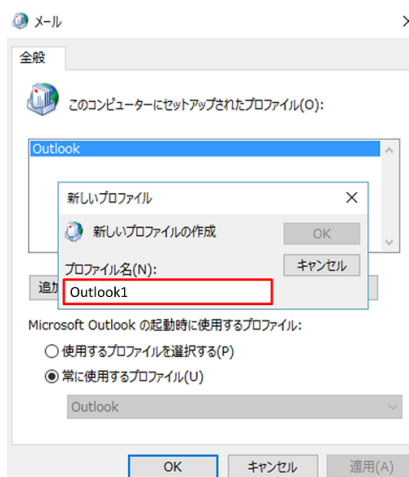 メール
全般
このコンピューターにセットアップされたプロファイル(O):
Outlook
新しいプロファイル
新しいプロファイルの作成
OK
プロファイル名(N):
キャンセル
追加
Outlook1
Microsoft Outlook の起動時に使用するプロファイル:
使用するプロファイルを選択する(P)
常に使用するプロファイル(U)
Outlook
OK
キャンセル
適用(A)